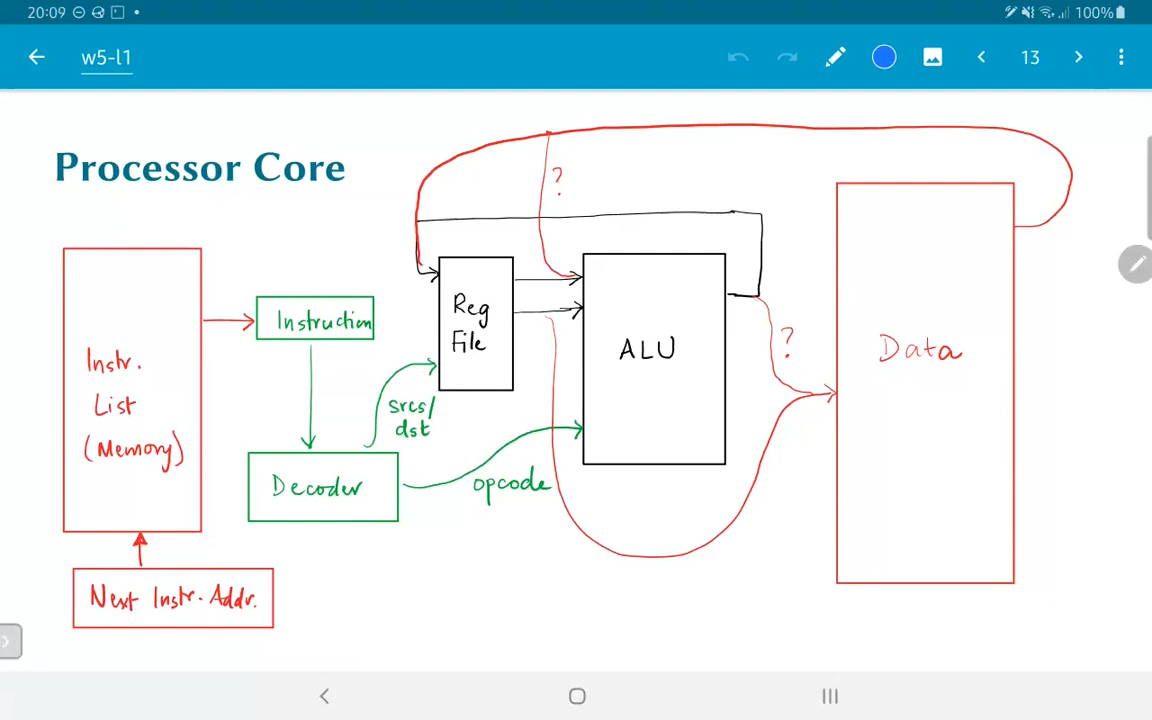 20:09
100%
w5-l1
13
Processor Core
?
Instr.
List
(Memory)
Instruction
Reg
File
ALU
?
Data
srcs/
dst
Decoder
opcode
Next Instr. Addr.